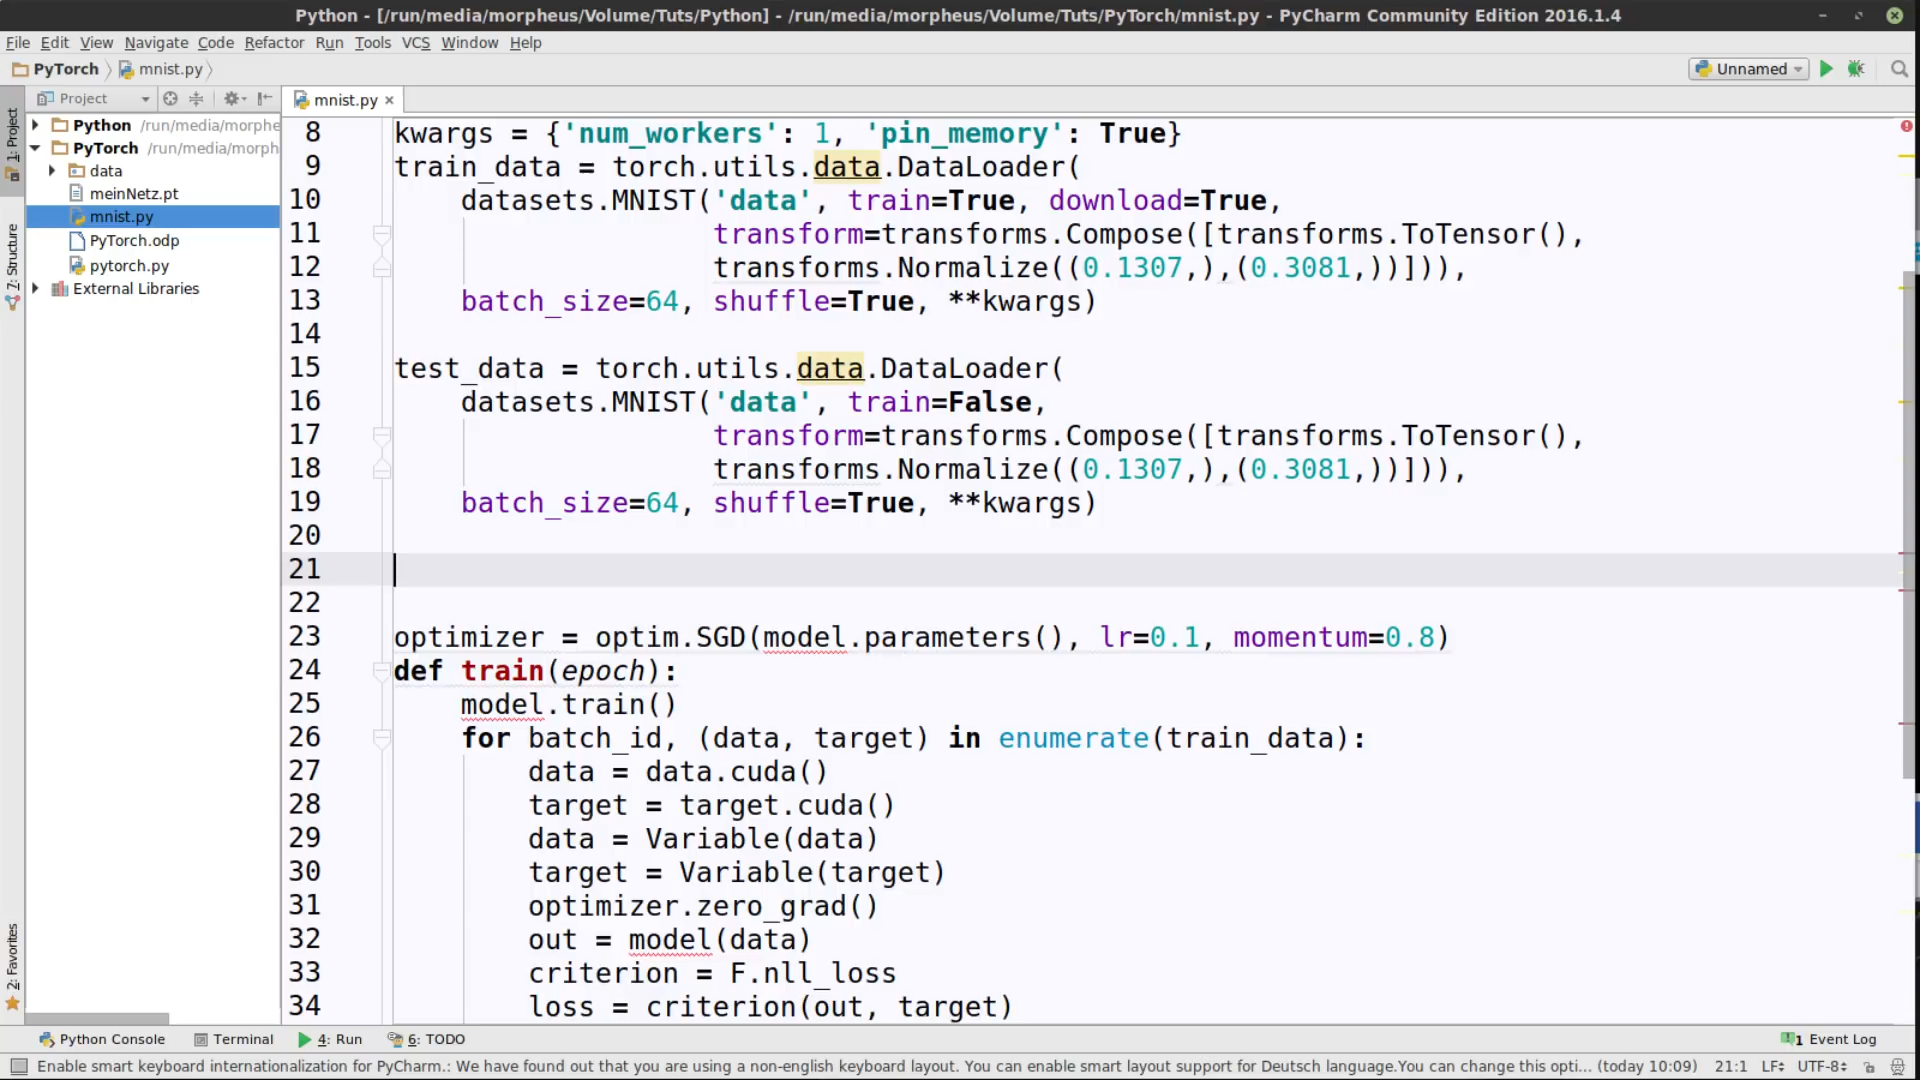 Python - [/run/media/morpheus/Volume/Tuts/Python] - /run/media/morpheus/Volume/Tuts/PyTorch/mnist.py - PyCharm Community Edition 2016.1.4
File Edit View Navigate Code Refactor Run Tools VCS Window Help
PyTorch mnist.py Unnamed
Project mnist.py
1: Project
7: Structure
2: Favorites
Python /run/media/morphe
PyTorch /run/media/morph
data
meinNetz.pt
mnist.py
PyTorch.odp
pytorch.py
External Libraries
8 kwargs = {'num_workers': 1, 'pin_memory': True}
9 train_data = torch.utils.data.DataLoader(
10 datasets.MNIST('data', train=True, download=True,
11 transform=transforms.Compose([transforms.ToTensor(),
12 transforms.Normalize((0.1307,),(0.3081,))])),
13 batch_size=64, shuffle=True, **kwargs)
14
15 test_data = torch.utils.data.DataLoader(
16 datasets.MNIST('data', train=False,
17 transform=transforms.Compose([transforms.ToTensor(),
18 transforms.Normalize((0.1307,),(0.3081,))])),
19 batch_size=64, shuffle=True, **kwargs)
20
21
22
23 optimizer = optim.SGD(model.parameters(), lr=0.1, momentum=0.8)
24 def train(epoch):
25 model.train()
26 for batch_id, (data, target) in enumerate(train_data):
27 data = data.cuda()
28 target = target.cuda()
29 data = Variable(data)
30 target = Variable(target)
31 optimizer.zero_grad()
32 out = model(data)
33 criterion = F.nll_loss
34 loss = criterion(out, target)
Python Console Terminal 4: Run 6: TODO 1 Event Log
Enable smart keyboard internationalization for PyCharm.: We have found out that you are using a non-english keyboard layout. You can enable smart layout support for Deutsch language.You can change this opti... (today 10:09) 21:1 LF÷ UTF-8÷